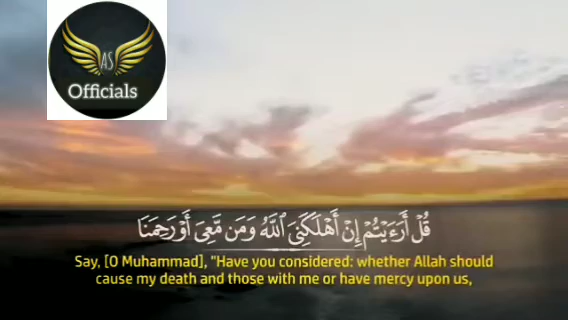 AS
Officials
قُلْ أَرَءَيْتُمْ إِنْ أَهْلَكَنِىَ ٱللَّهُ وَمَن مَّعِىَ أَوْ رَحِمَنَا
Say, [O Muhammad], "Have you considered: whether Allah should
cause my death and those with me or have mercy upon us,